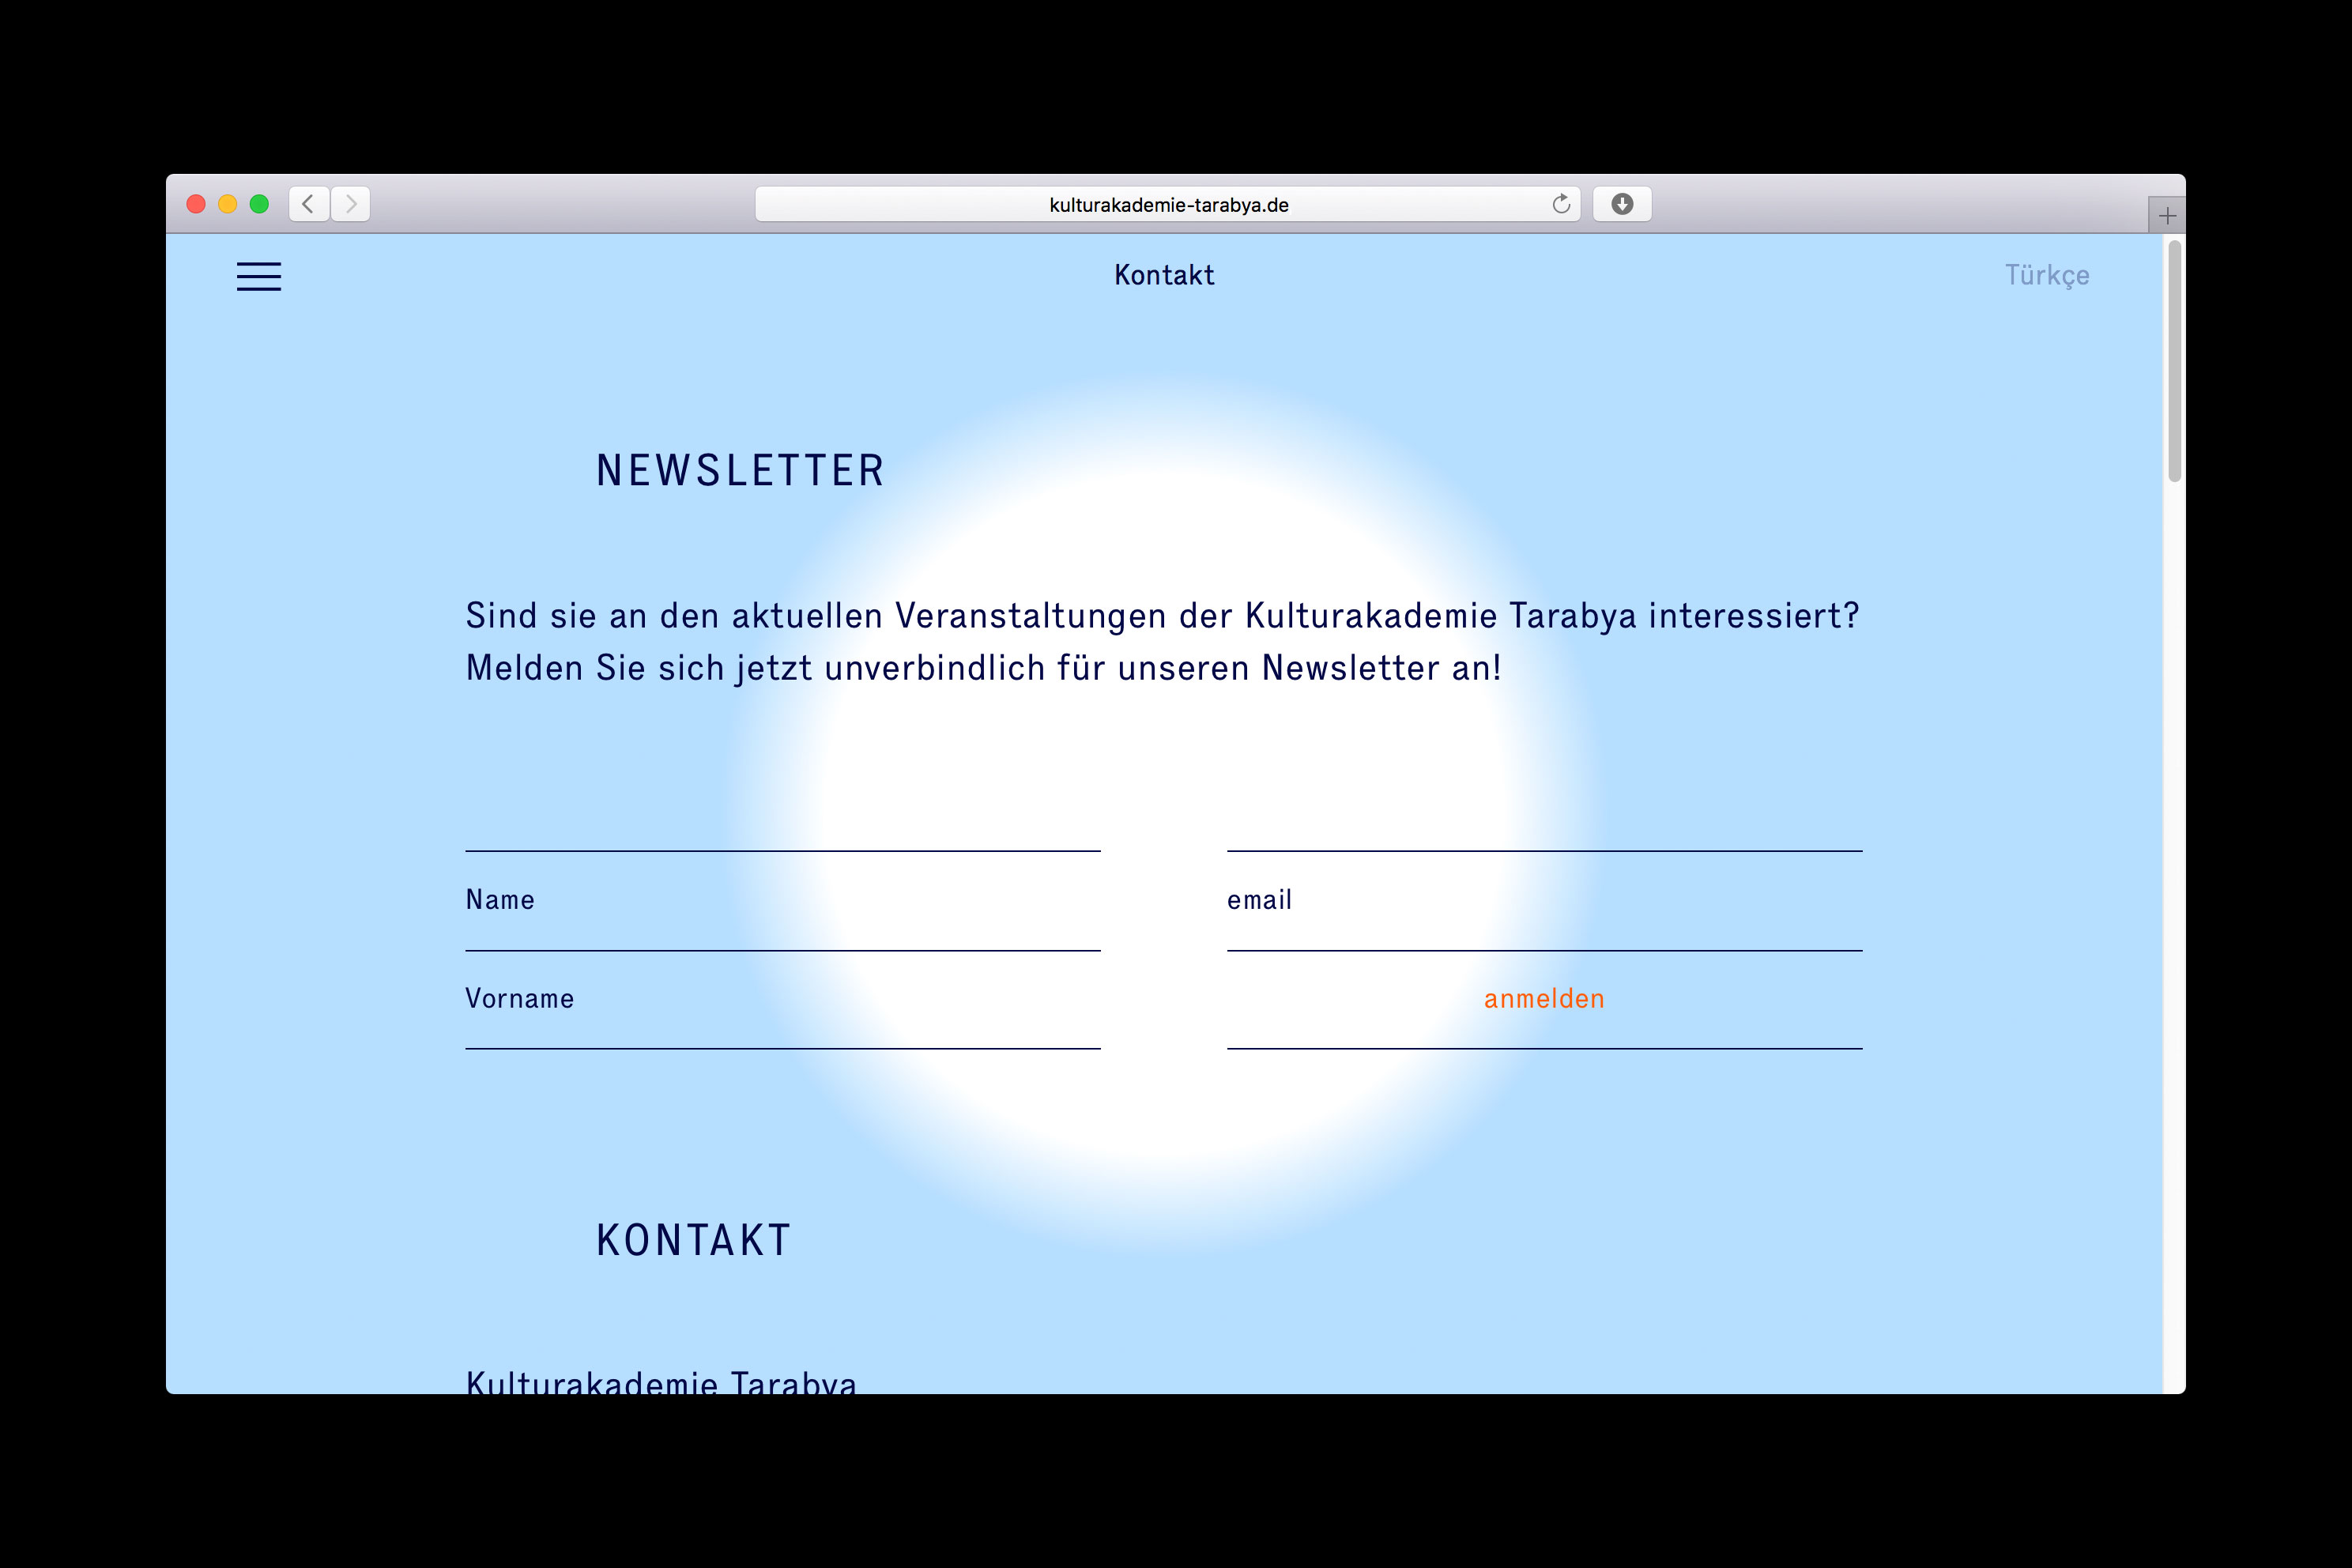 kulturakademie-tarabya.de
Kontakt
Türkçe
NEWSLETTER
Sind sie an den aktuellen Veranstaltungen der Kulturakademie Tarabya interessiert?
Melden Sie sich jetzt unverbindlich für unseren Newsletter an!
Name
email
Vorname
anmelden
KONTAKT
Kulturakademie Tarabya